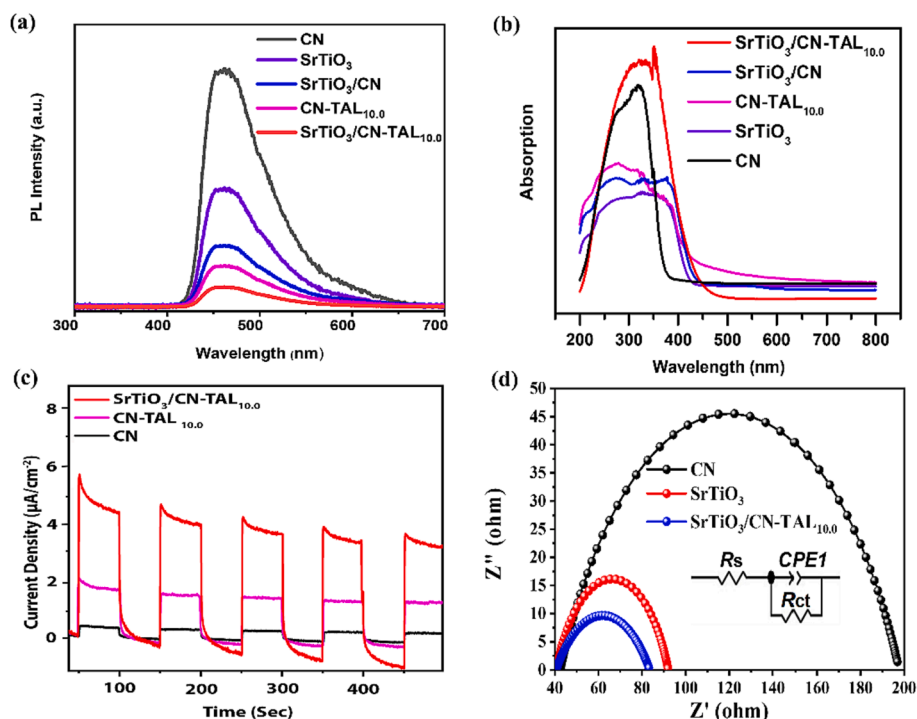 (a)
CN
SrTiO₃
SrTiO₃/CN
CN-TAL₁₀.₀
SrTiO₃/CN-TAL₁₀.₀
PL Intensity (a.u.)
300 400 500 600 700
Wavelength (nm)
(b)
SrTiO₃/CN-TAL₁₀.₀
SrTiO₃/CN
CN-TAL₁₀.₀
SrTiO₃
CN
Absorption
200 300 400 500 600 700 800
Wavelength (nm)
(c)
SrTiO₃/CN-TAL₁₀.₀
CN-TAL ₁₀.₀
CN
Current Density (µA/cm⁻²)
8
6
4
2
0
100 200 300 400
Time (Sec)
(d)
CN
SrTiO₃
SrTiO₃/CN-TAL₁₀.₀
Rs CPE1
Rct
Z'' (ohm)
50
45
40
35
30
25
20
15
10
5
0
40 60 80 100 120 140 160 180 200
Z' (ohm)